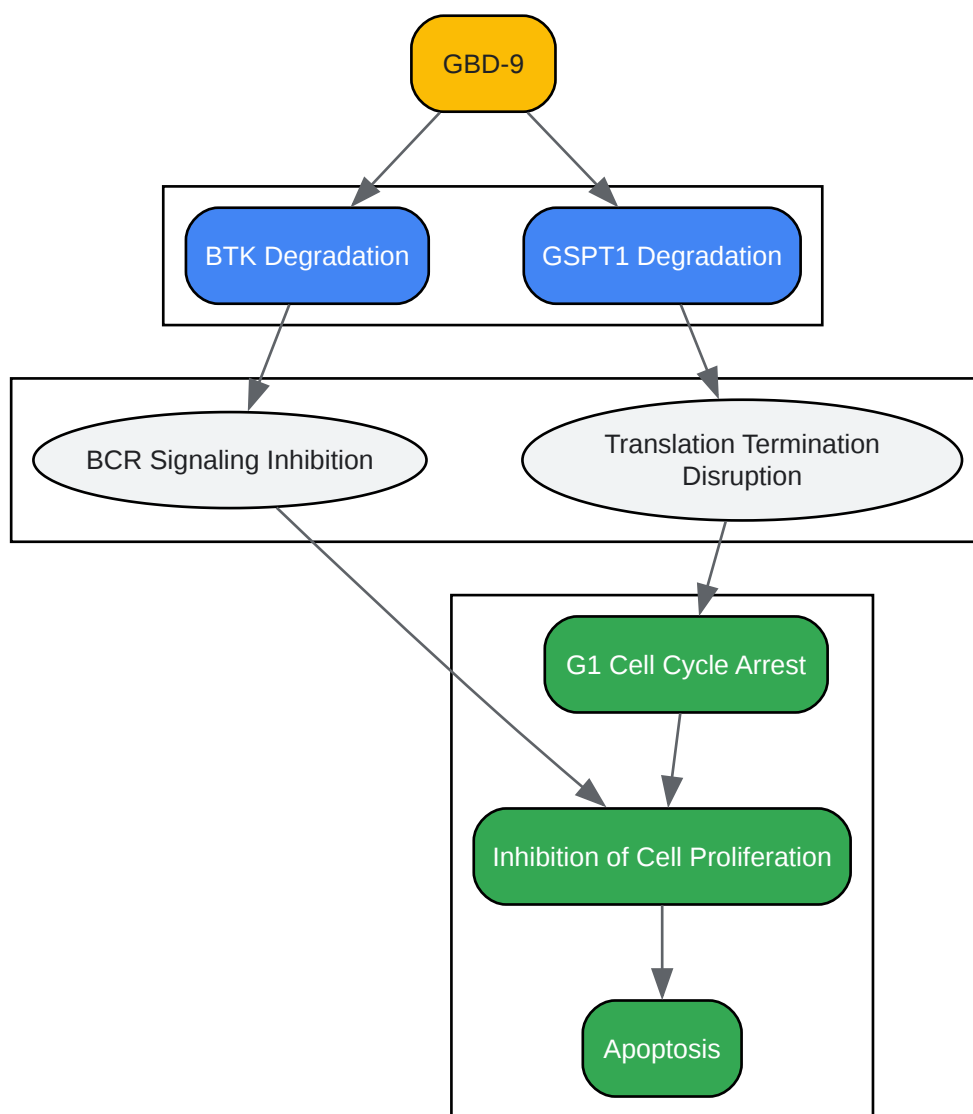 GBD-9
BTK Degradation
GSPT1 Degradation
BCR Signaling Inhibition
Translation Termination
Disruption
G1 Cell Cycle Arrest
Inhibition of Cell Proliferation
Apoptosis